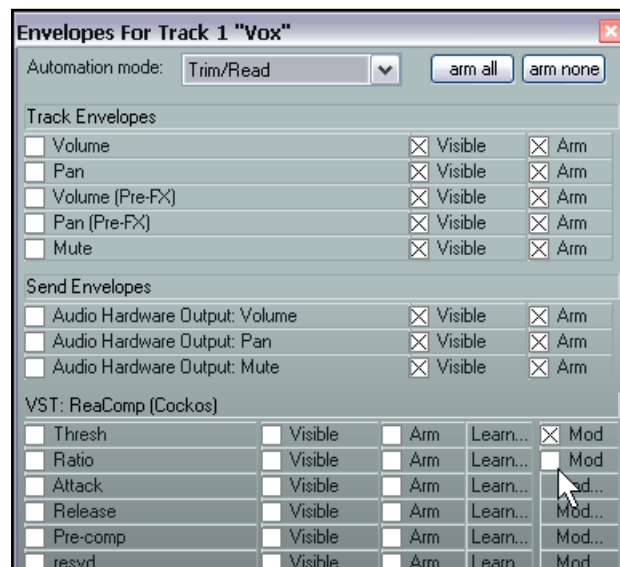 Envelopes For Track 1 "Vox"
Automation mode: Trim/Read arm all arm none
Track Envelopes
Volume Visible Arm
Pan Visible Arm
Volume (Pre-FX) Visible Arm
Pan (Pre-FX) Visible Arm
Mute Visible Arm
Send Envelopes
Audio Hardware Output: Volume Visible Arm
Audio Hardware Output: Pan Visible Arm
Audio Hardware Output: Mute Visible Arm
VST: ReaComp (Cockos)
Thresh Visible Arm Learn... Mod
Ratio Visible Arm Learn... Mod
Attack Visible Arm Learn...
Release Visible Arm Learn... Mod...
Pre-comp Visible Arm Learn... Mod...
resvd Visible Arm Learn... Mod...